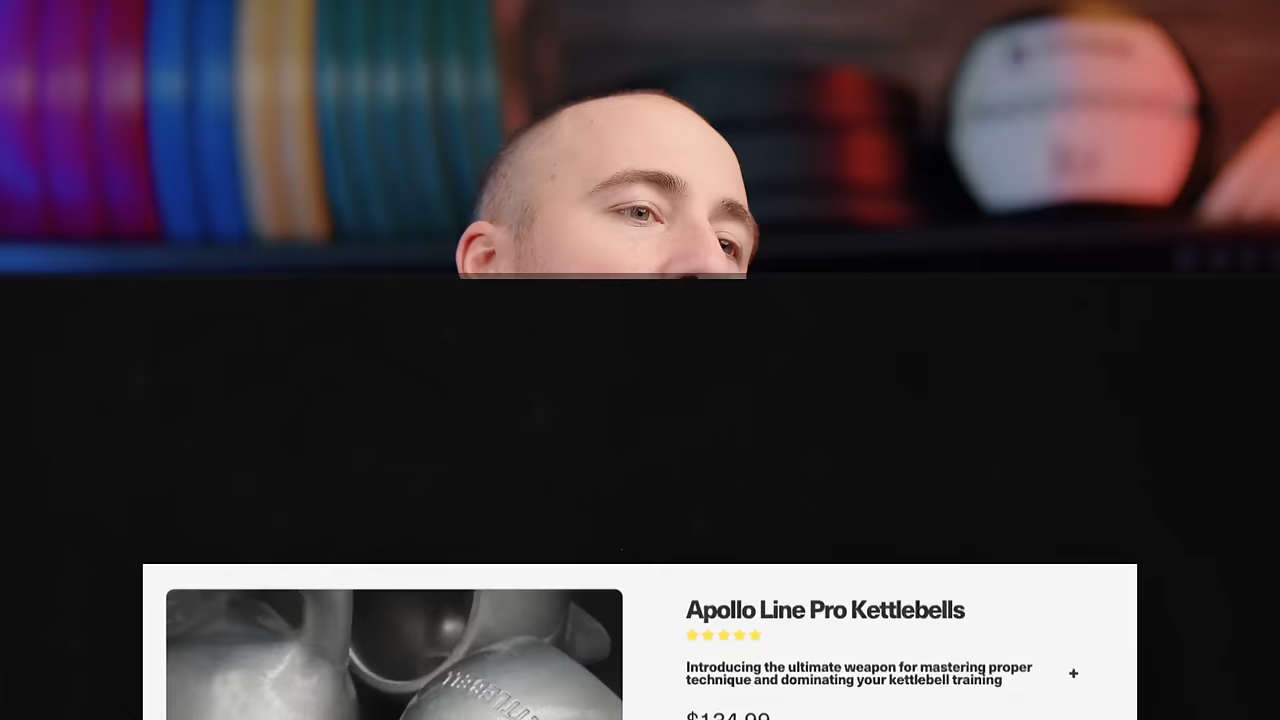 Apollo Line Pro Kettlebells
Introducing the ultimate weapon for mastering proper
technique and dominating your kettlebell training
+